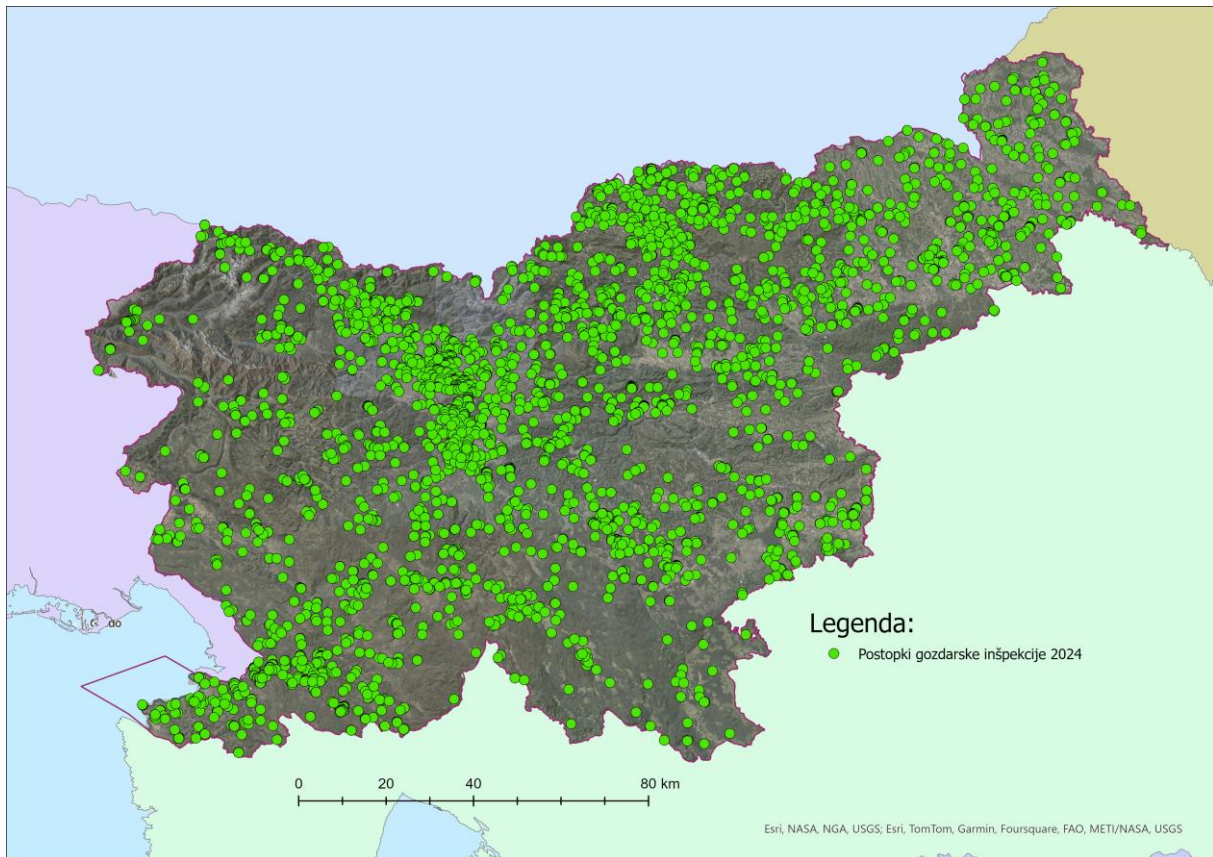 Legenda:
Postopki gozdarske inšpekcije 2024
0 20 40 80 km
Esri, NASA, NGA, USGS; Esri, TomTom, Garmin, Foursquare, FAO, METI/NASA, USGS